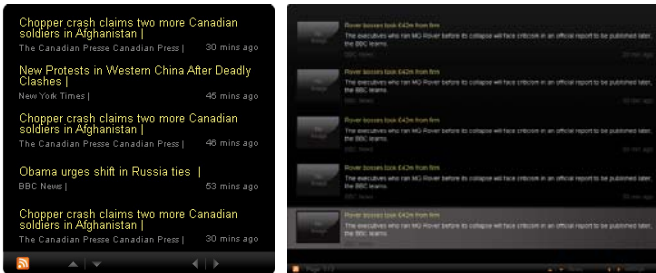 Chopper crash claims two more Canadian
soldiers in Afghanistan |
The Canadian Presse Canadian Press | 30 mins ago
New Protests in Western China After Deadly
Clashes |
New York Times | 45 mins ago
Chopper crash claims two more Canadian
soldiers in Afghanistan |
The Canadian Presse Canadian Press | 46 mins ago
Obama urges shift in Russia ties |
BBC News | 53 mins ago
Chopper crash claims two more Canadian
soldiers in Afghanistan |
The Canadian Presse Canadian Press | 30 mins ago
Rover bosses took £42m from firm
The executives who ran MG Rover before its collapse will face criticism in an official report to be published later,
the BBC learns.
BBC News
Rover bosses took £42m from firm
The executives who ran MG Rover before its collapse will face criticism in an official report to be published later,
the BBC learns.
BBC News
Rover bosses took £42m from firm
The executives who ran MG Rover before its collapse will face criticism in an official report to be published later,
the BBC learns.
BBC News
Rover bosses took £42m from firm
The executives who ran MG Rover before its collapse will face criticism in an official report to be published later,
the BBC learns.
BBC News
Rover bosses took £42m from firm
The executives who ran MG Rover before its collapse will face criticism in an official report to be published later,
the BBC learns.
BBC News